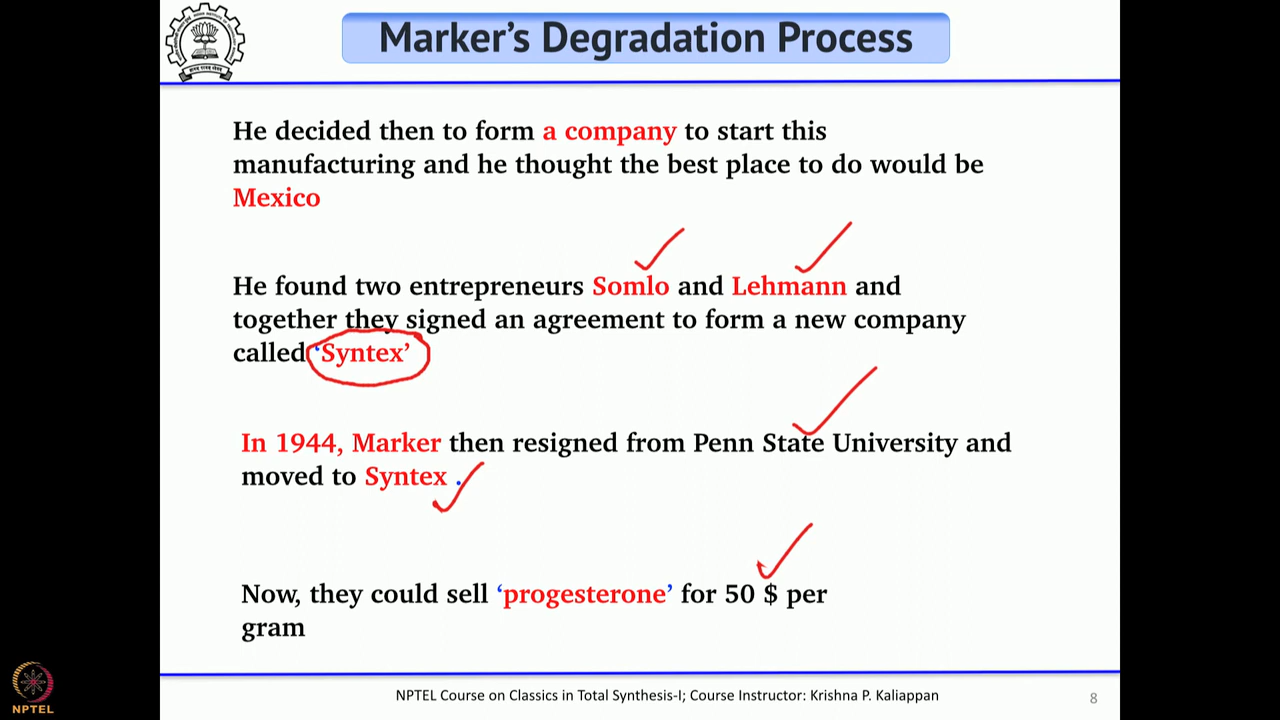 Marker's Degradation Process
He decided then to form a company to start this
manufacturing and he thought the best place to do would be
Mexico
He found two entrepreneurs Somlo and Lehmann and
together they signed an agreement to form a new company
called 'Syntex'
In 1944, Marker then resigned from Penn State University and
moved to Syntex .
Now, they could sell 'progesterone' for 50 $ per
gram
NPTEL Course on Classics in Total Synthesis-I; Course Instructor: Krishna P. Kaliappan
8
NPTEL